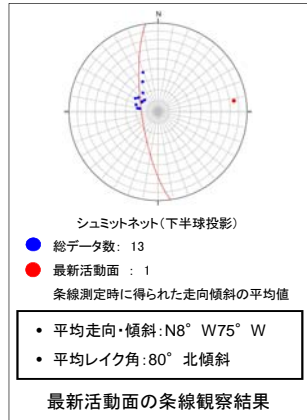 N
シュミットネット(下半球投影)
総データ数: 13
最新活動面 : 1
条線測定時に得られた走向傾斜の平均値
• 平均走向・傾斜:N8° W75° W
• 平均レイク角:80° 北傾斜
最新活動面の条線観察結果